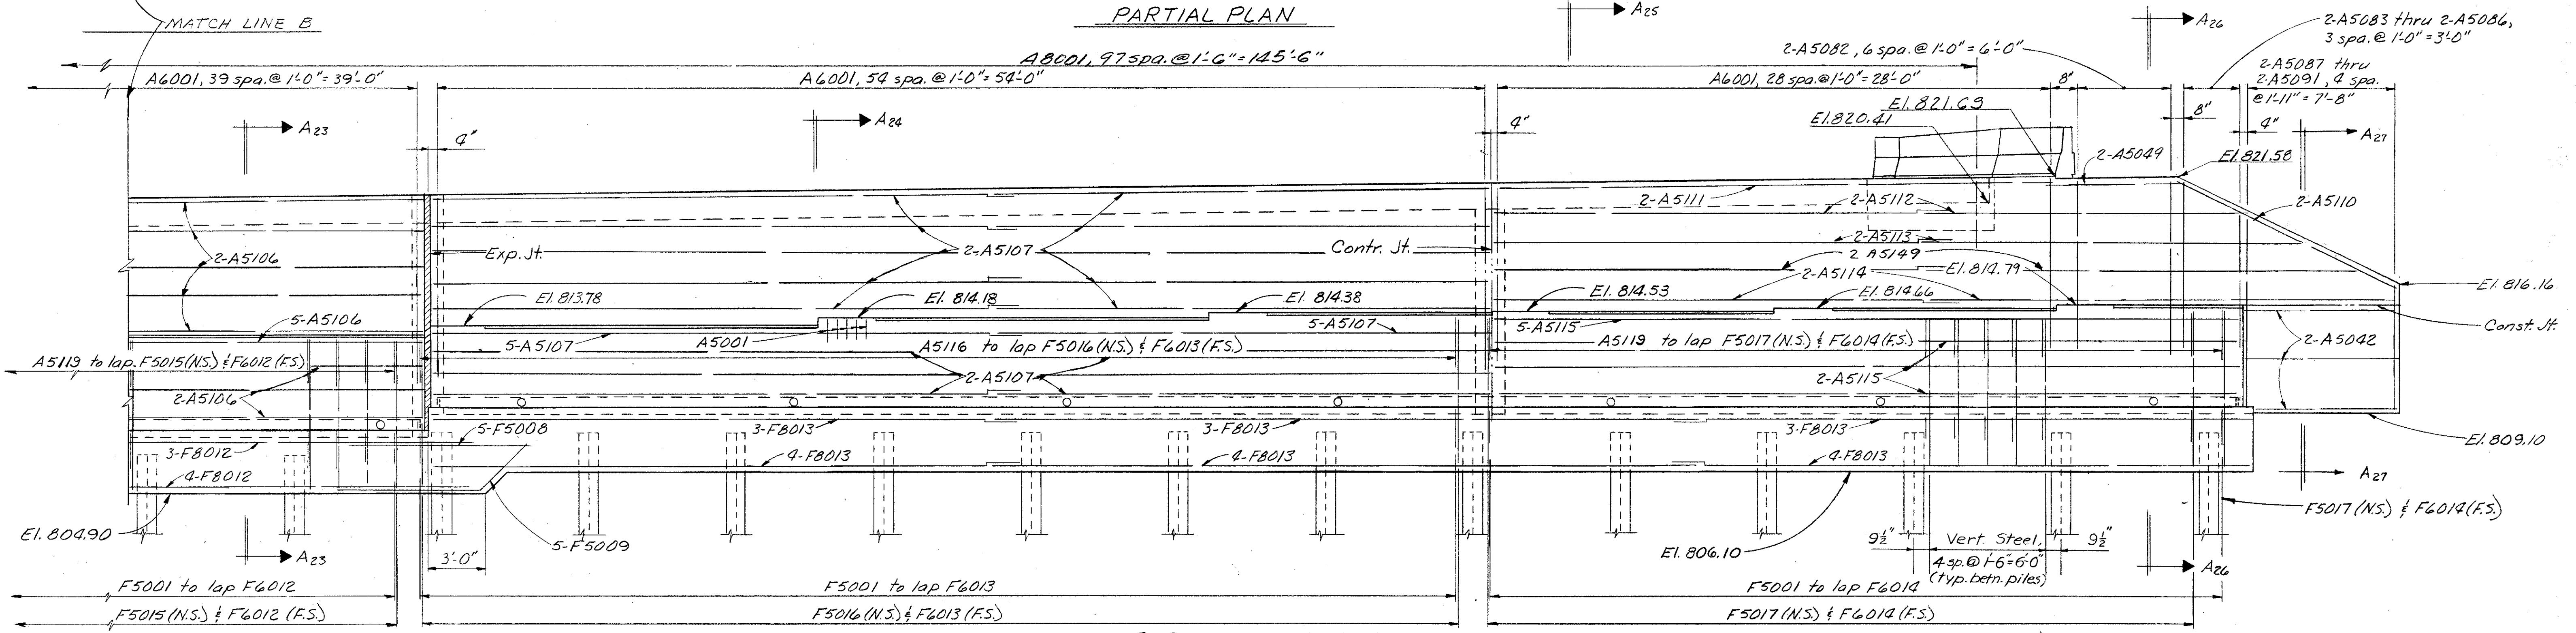 MATCH LINE B
PARTIAL PLAN
A25
A26
2-A5083 thru 2-A5086,
3 spa. @ 1'-0" = 3'-0"
A8001, 97 spa. @ 1'-6" = 145'-6"
2-A5082, 6 spa. @ 1'-0" = 6'-0"
A6001, 39 spa. @ 1'-0" = 39'-0"
A6001, 54 spa. @ 1'-0" = 54'-0"
A6001, 28 spa. @ 1'-0" = 28'-0"
8"
2-A5087 thru
2-A5091, 4 spa.
@ 1'-11" = 7'-8"
El. 821.63
El. 820.41
8"
4"
A23
A24
4"
4"
A27
2-A5049
El. 821.58
2-A5111
2-A5112
2-A5110
2-A5106
Exp. Jt.
2-A5107
Contr. Jt.
2-A5113
2 A5149
2-A5114
El. 814.79
El. 813.78
El. 814.18
El. 814.38
El. 814.53
El. 814.66
El. 816.16
5-A5106
5-A5107
A5001
5-A5107
5-A5115
Const. Jt.
A5119 to lap. F5015 (N.S.) & F6012 (F.S.)
A5116 to lap F5016 (N.S.) & F6013 (F.S.)
A5119 to lap F5017 (N.S.) & F6014 (F.S.)
2-A5042
2-A5106
2-A5107
2-A5115
5-F5008
3-F8013
3-F8013
3-F8013
El. 809.10
3-F8012
4-F8012
4-F8013
4-F8013
4-F8013
A27
El. 804.90
F5017 (N.S.) & F6014 (F.S.)
A23
3'-0"
5-F5009
El. 806.10
9½"
Vert. Steel,
4 sp. @ 1'-6" = 6'-0"
(typ. betn. piles)
9½"
A26
F5001 to lap F6012
F5001 to lap F6013
F5001 to lap F6014
F5015 (N.S.) & F6012 (F.S.)
F5016 (N.S.) & F6013 (F.S.)
F5017 (N.S.) & F6014 (F.S.)